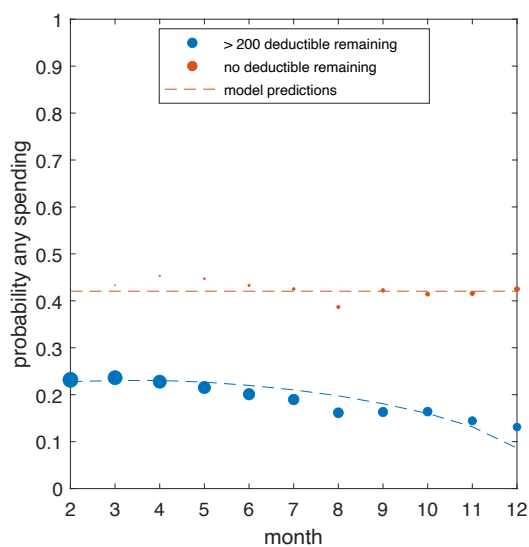 > 200 deductible remaining
no deductible remaining
model predictions
probability any spending
1
0.9
0.8
0.7
0.6
0.5
0.4
0.3
0.2
0.1
0
2 3 4 5 6 7 8 9 10 11 12
month